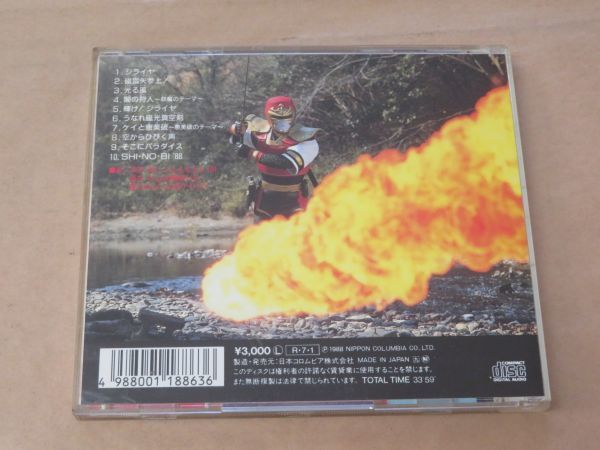 1. ジライヤ
2. 磁雷矢参上！
3. 光る風
4. 闇の狩人〜妖魔のテーマ〜
5. 輝け！ジライヤ
6. うなれ磁光真空剣
7. ケイと恵美破〜恵美破のテーマ〜
8. 空からひびく声
9. そこにパラダイス
10. SHI・NO・BI '88
¥3,000 Ⓛ R・7・1 Ⓟ1988 NIPPON COLUMBIA CO., LTD.
製造・発売元：日本コロムビア株式会社 MADE IN JAPAN
このディスクは権利者の許諾なく賃貸業に使用することを禁じます。
また無断複製は法律で禁じられています。 TOTAL TIME 33'59"
4 988001 188636
COMPACT
disc
DIGITAL AUDIO